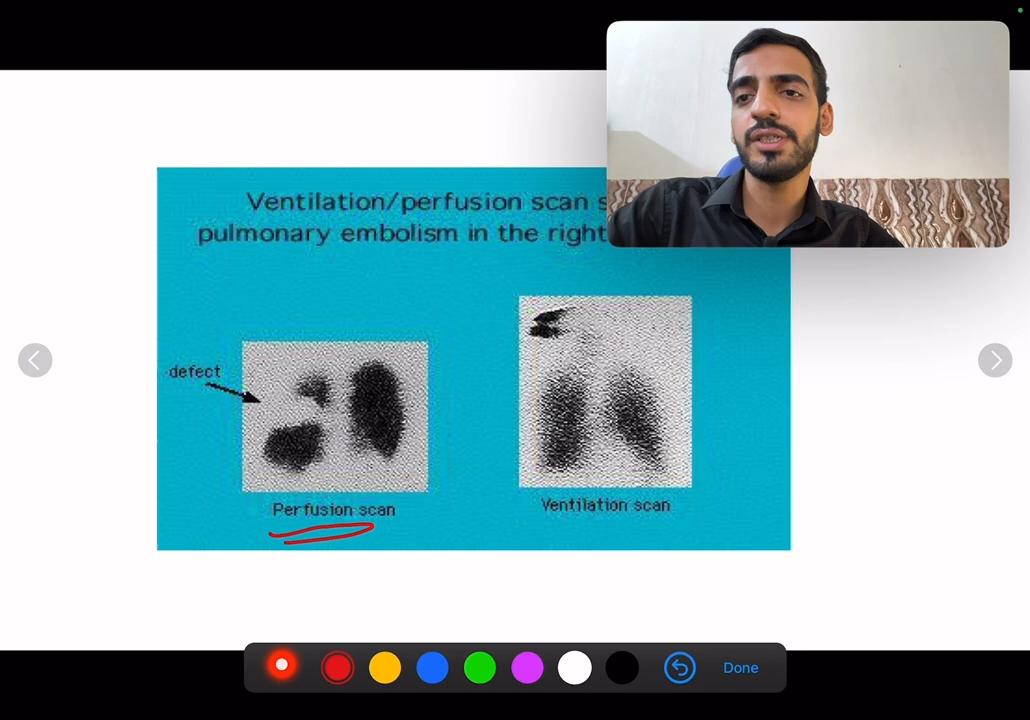 Ventilation/perfusion scan s
pulmonary embolism in the right
defect
Perfusion scan
Ventilation scan
Done